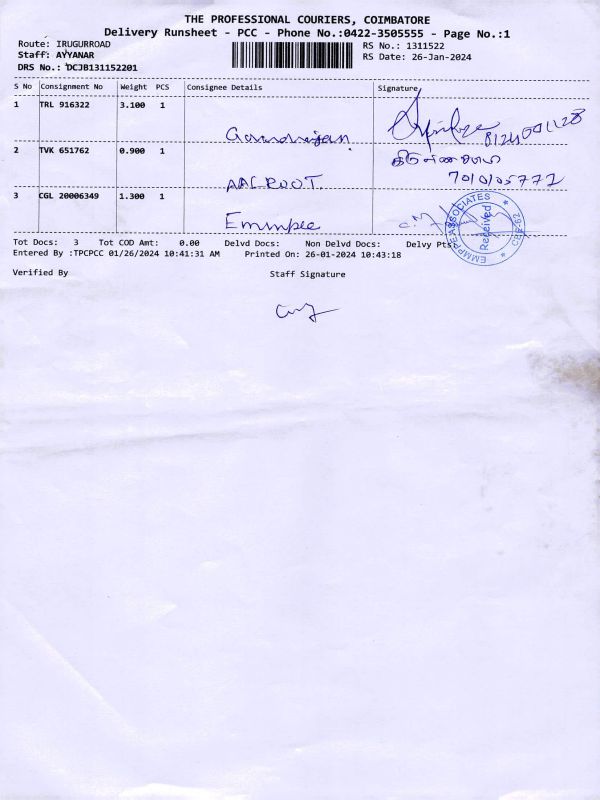 THE PROFESSIONAL COURIERS, COIMBATORE
Delivery Runsheet - PCC - Phone No.:0422-3505555 - Page No.:1
Route: IRUGURROAD
Staff: AYYANAR
DRS No.: DCJB131152201
RS No.: 1311522
RS Date: 26-Jan-2024
S No Consignment No Weight PCS Consignee Details Signature
1 TRL 916322 3.100 1
8124001128
2 TVK 651762 0.900 1
AAL ROOT.
7010105772
3 CGL 20006349 1.300 1
Emmpee
EMMPEE ASSOCIATES
Received
CBE-62
Tot Docs: 3 Tot COD Amt: 0.00 Delvd Docs: Non Delvd Docs: Delvy Pts
Entered By :TPCPCC 01/26/2024 10:41:31 AM Printed On: 26-01-2024 10:43:18
Verified By Staff Signature